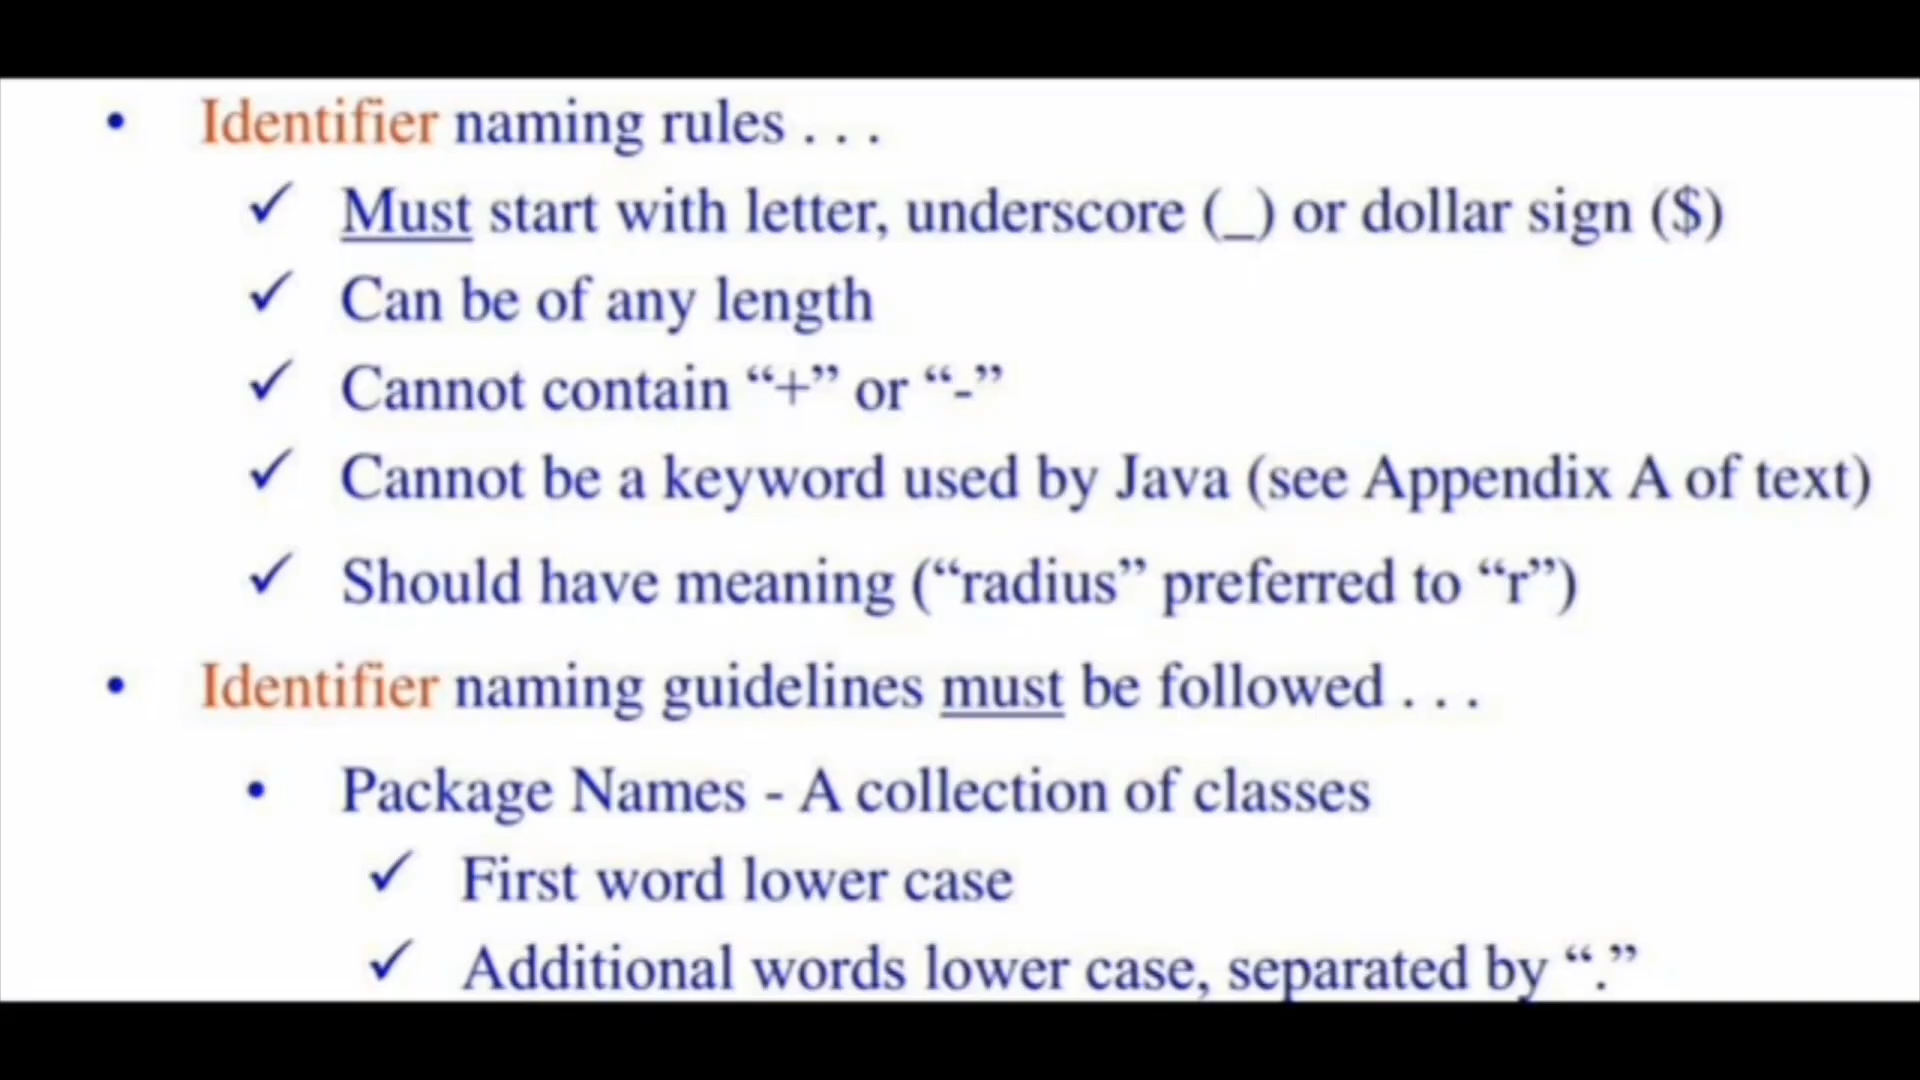 • Identifier naming rules . . .
✓ Must start with letter, underscore (_) or dollar sign ($)
✓ Can be of any length
✓ Cannot contain “+” or “-”
✓ Cannot be a keyword used by Java (see Appendix A of text)
✓ Should have meaning (“radius” preferred to “r”)
• Identifier naming guidelines must be followed . . .
• Package Names - A collection of classes
✓ First word lower case
✓ Additional words lower case, separated by “.”